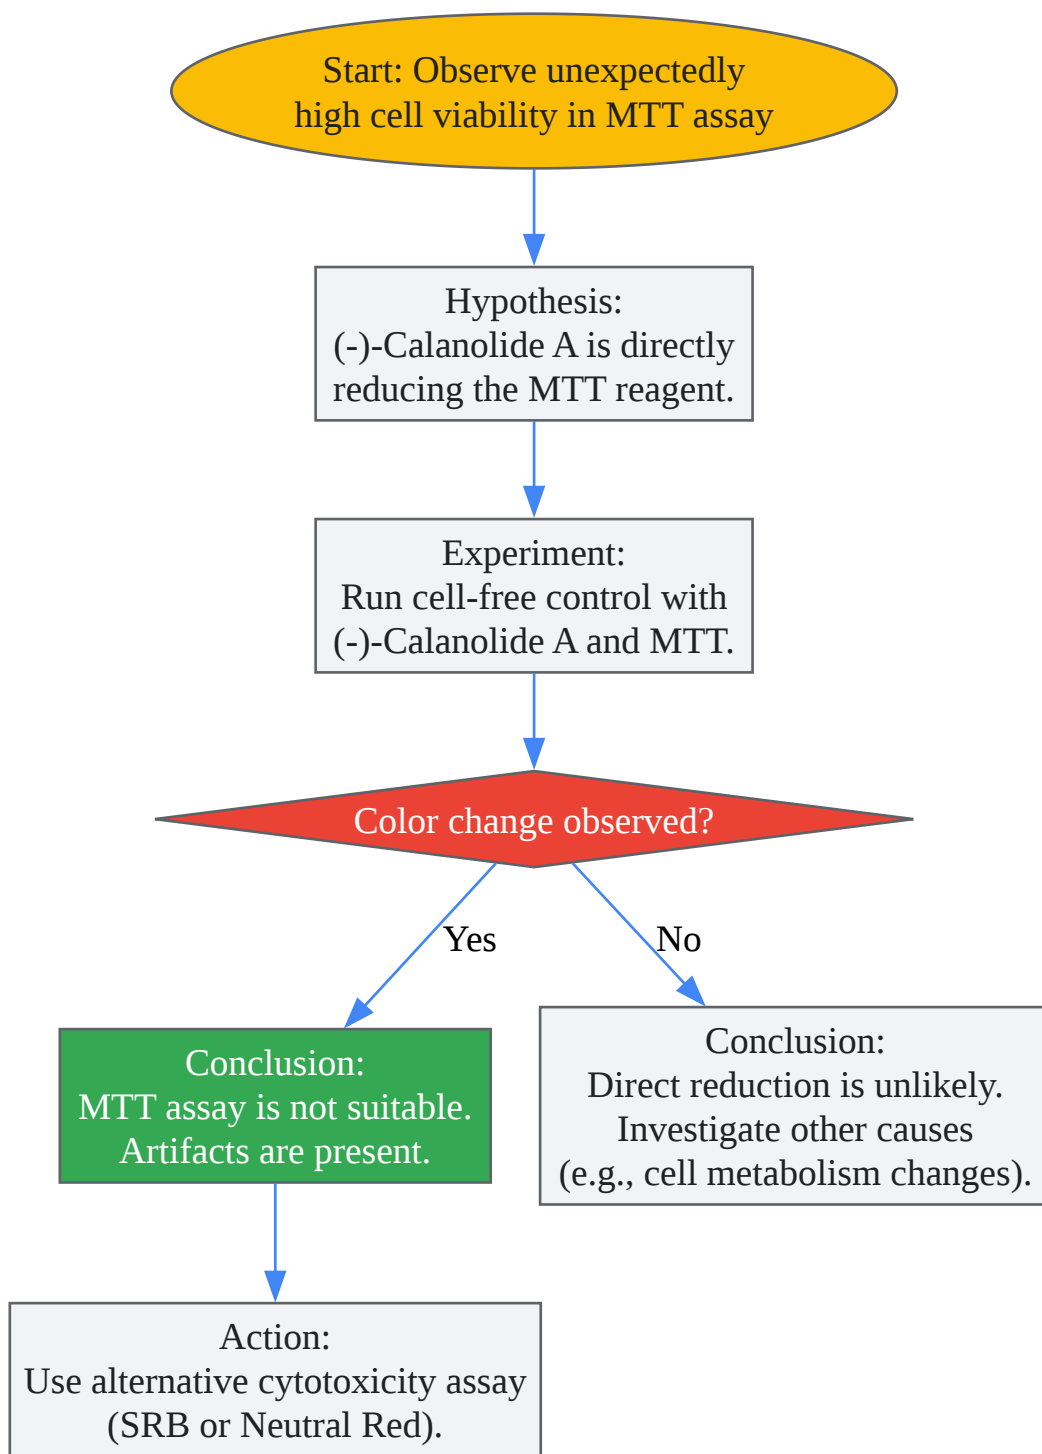 Start: Observe unexpectedly
high cell viability in MTT assay
Hypothesis:
(-)-Calanolide A is directly
reducing the MTT reagent.
Experiment:
Run cell-free control with
(-)-Calanolide A and MTT.
Color change observed?
Yes
No
Conclusion:
MTT assay is not suitable.
Artifacts are present.
Conclusion:
Direct reduction is unlikely.
Investigate other causes
(e.g., cell metabolism changes).
Action:
Use alternative cytotoxicity assay
(SRB or Neutral Red).